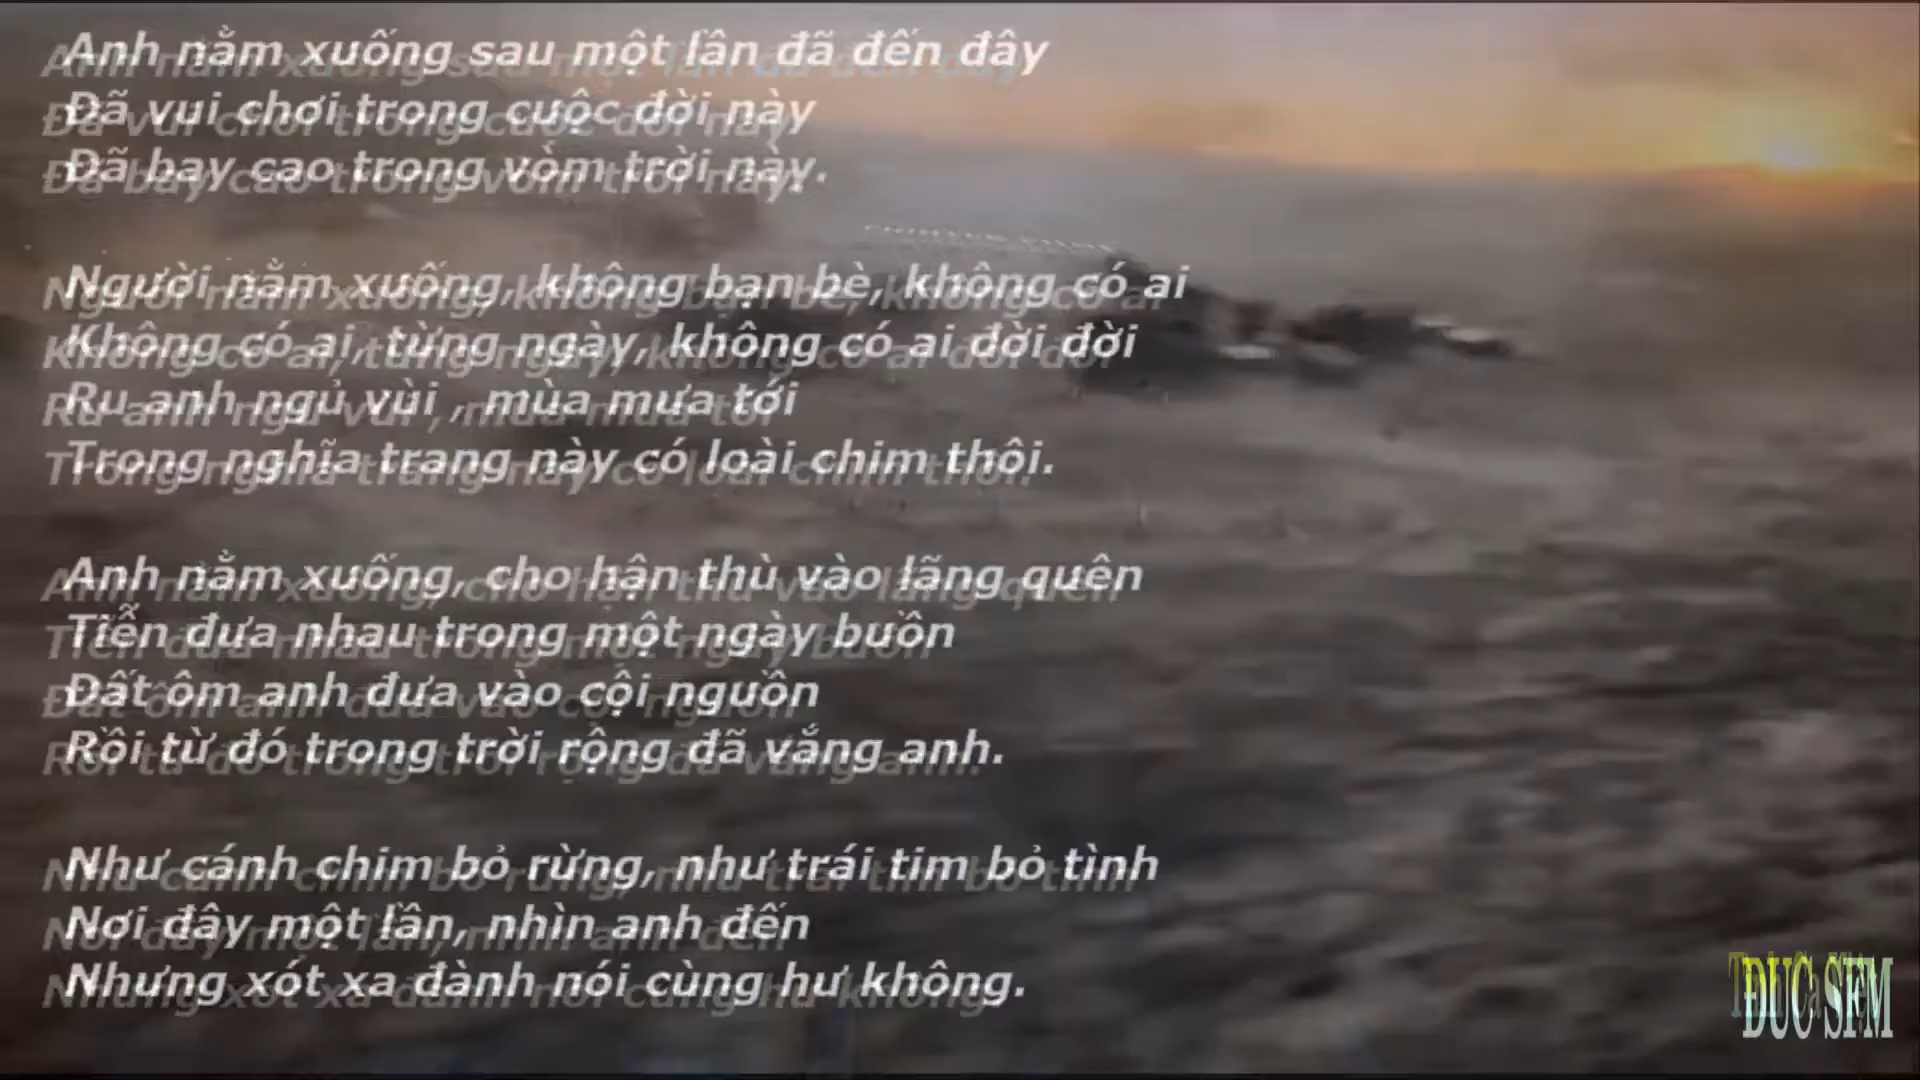 Anh nằm xuống sau một lần đã đến đây
Đã vui chơi trong cuộc đời này
Đã bay cao trong vòm trời này.
Người nằm xuống, không bạn bè, không có ai
Không có ai, từng ngày, không có ai đời đời
Ru anh ngủ vùi , mùa mưa tới
Trong nghĩa trang này có loài chim thôi.
Anh nằm xuống, cho hận thù vào lãng quên
Tiễn đưa nhau trong một ngày buồn
Đất ôm anh đưa vào cội nguồn
Rồi từ đó trong trời rộng đã vắng anh.
Như cánh chim bỏ rừng, như trái tim bỏ tình
Nơi đây một lần, nhìn anh đến
Nhưng xót xa đành nói cùng hư không.
ĐUC SFM